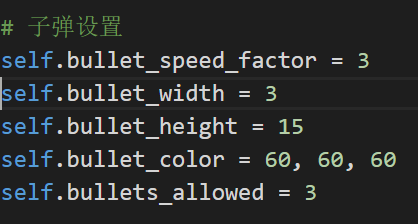 # 子弹设置
self.bullet_speed_factor = 3
self.bullet_width = 3
self.bullet_height = 15
self.bullet_color = 60, 60, 60
self.bullets_allowed = 3